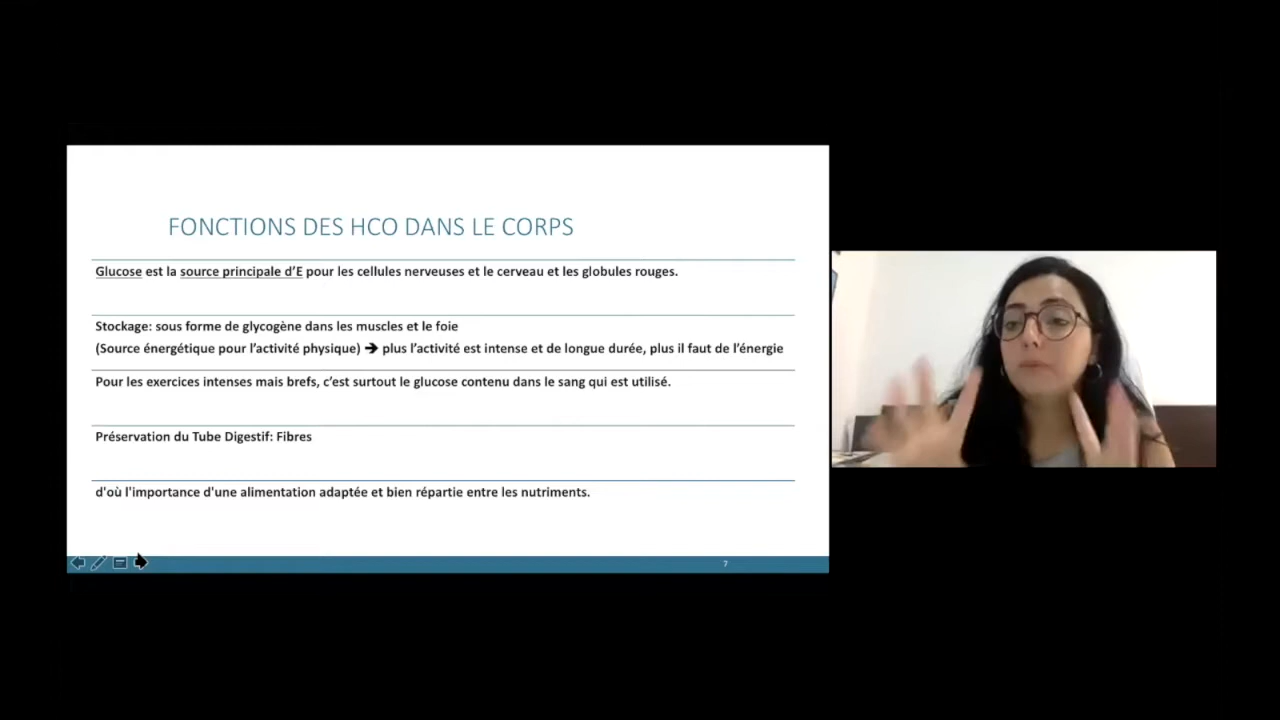 FONCTIONS DES HCO DANS LE CORPS
Glucose est la source principale d’E pour les cellules nerveuses et le cerveau et les globules rouges.
Stockage: sous forme de glycogène dans les muscles et le foie
(Source énergétique pour l’activité physique) ➔ plus l’activité est intense et de longue durée, plus il faut de l’énergie
Pour les exercices intenses mais brefs, c’est surtout le glucose contenu dans le sang qui est utilisé.
Préservation du Tube Digestif: Fibres
d'où l'importance d'une alimentation adaptée et bien répartie entre les nutriments.
7